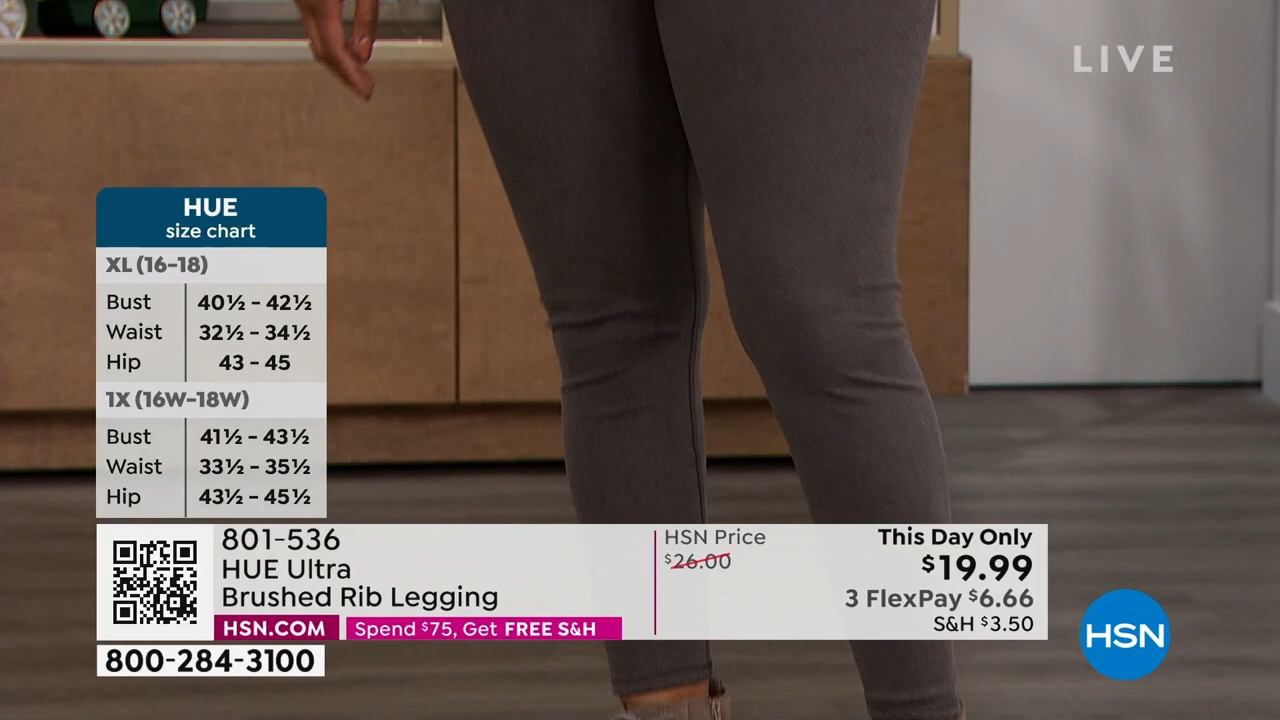 LIVE
HUE
size chart
XL (16-18)
Bust 40½ - 42½
Waist 32½ - 34½
Hip 43 - 45
1X (16W-18W)
Bust 41½ - 43½
Waist 33½ - 35½
Hip 43½ - 45½
801-536
HUE Ultra
Brushed Rib Legging
HSN.COM
Spend $75, Get FREE S&H
800-284-3100
HSN Price
$26.00
This Day Only
$19.99
3 FlexPay $6.66
S&H $3.50
HSN